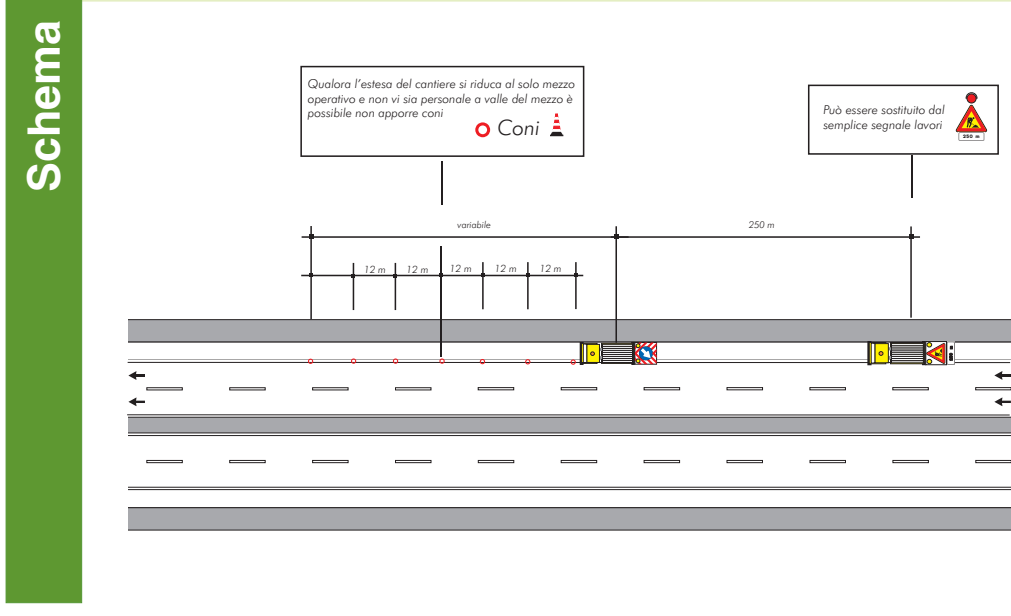 Schema
Qualora l'estesa del cantiere si riduca al solo mezzo
operativo e non vi sia personale a valle del mezzo è
possibile non apporre coni
Coni
Può essere sostituito dal
semplice segnale lavori
250 m
variabile
250 m
12 m
12 m
12 m
12 m
12 m